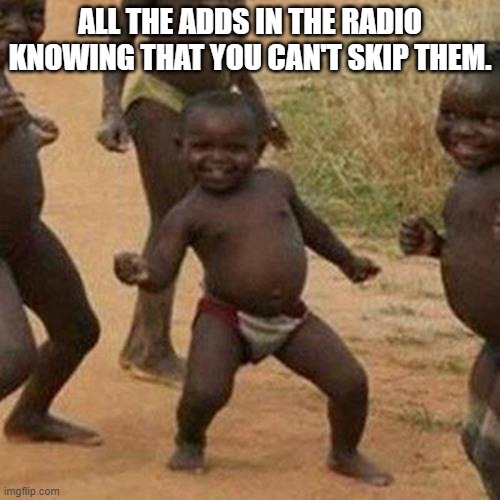 ALL THE ADDS IN THE RADIO
KNOWING THAT YOU CAN'T SKIP THEM.
imgflip.com